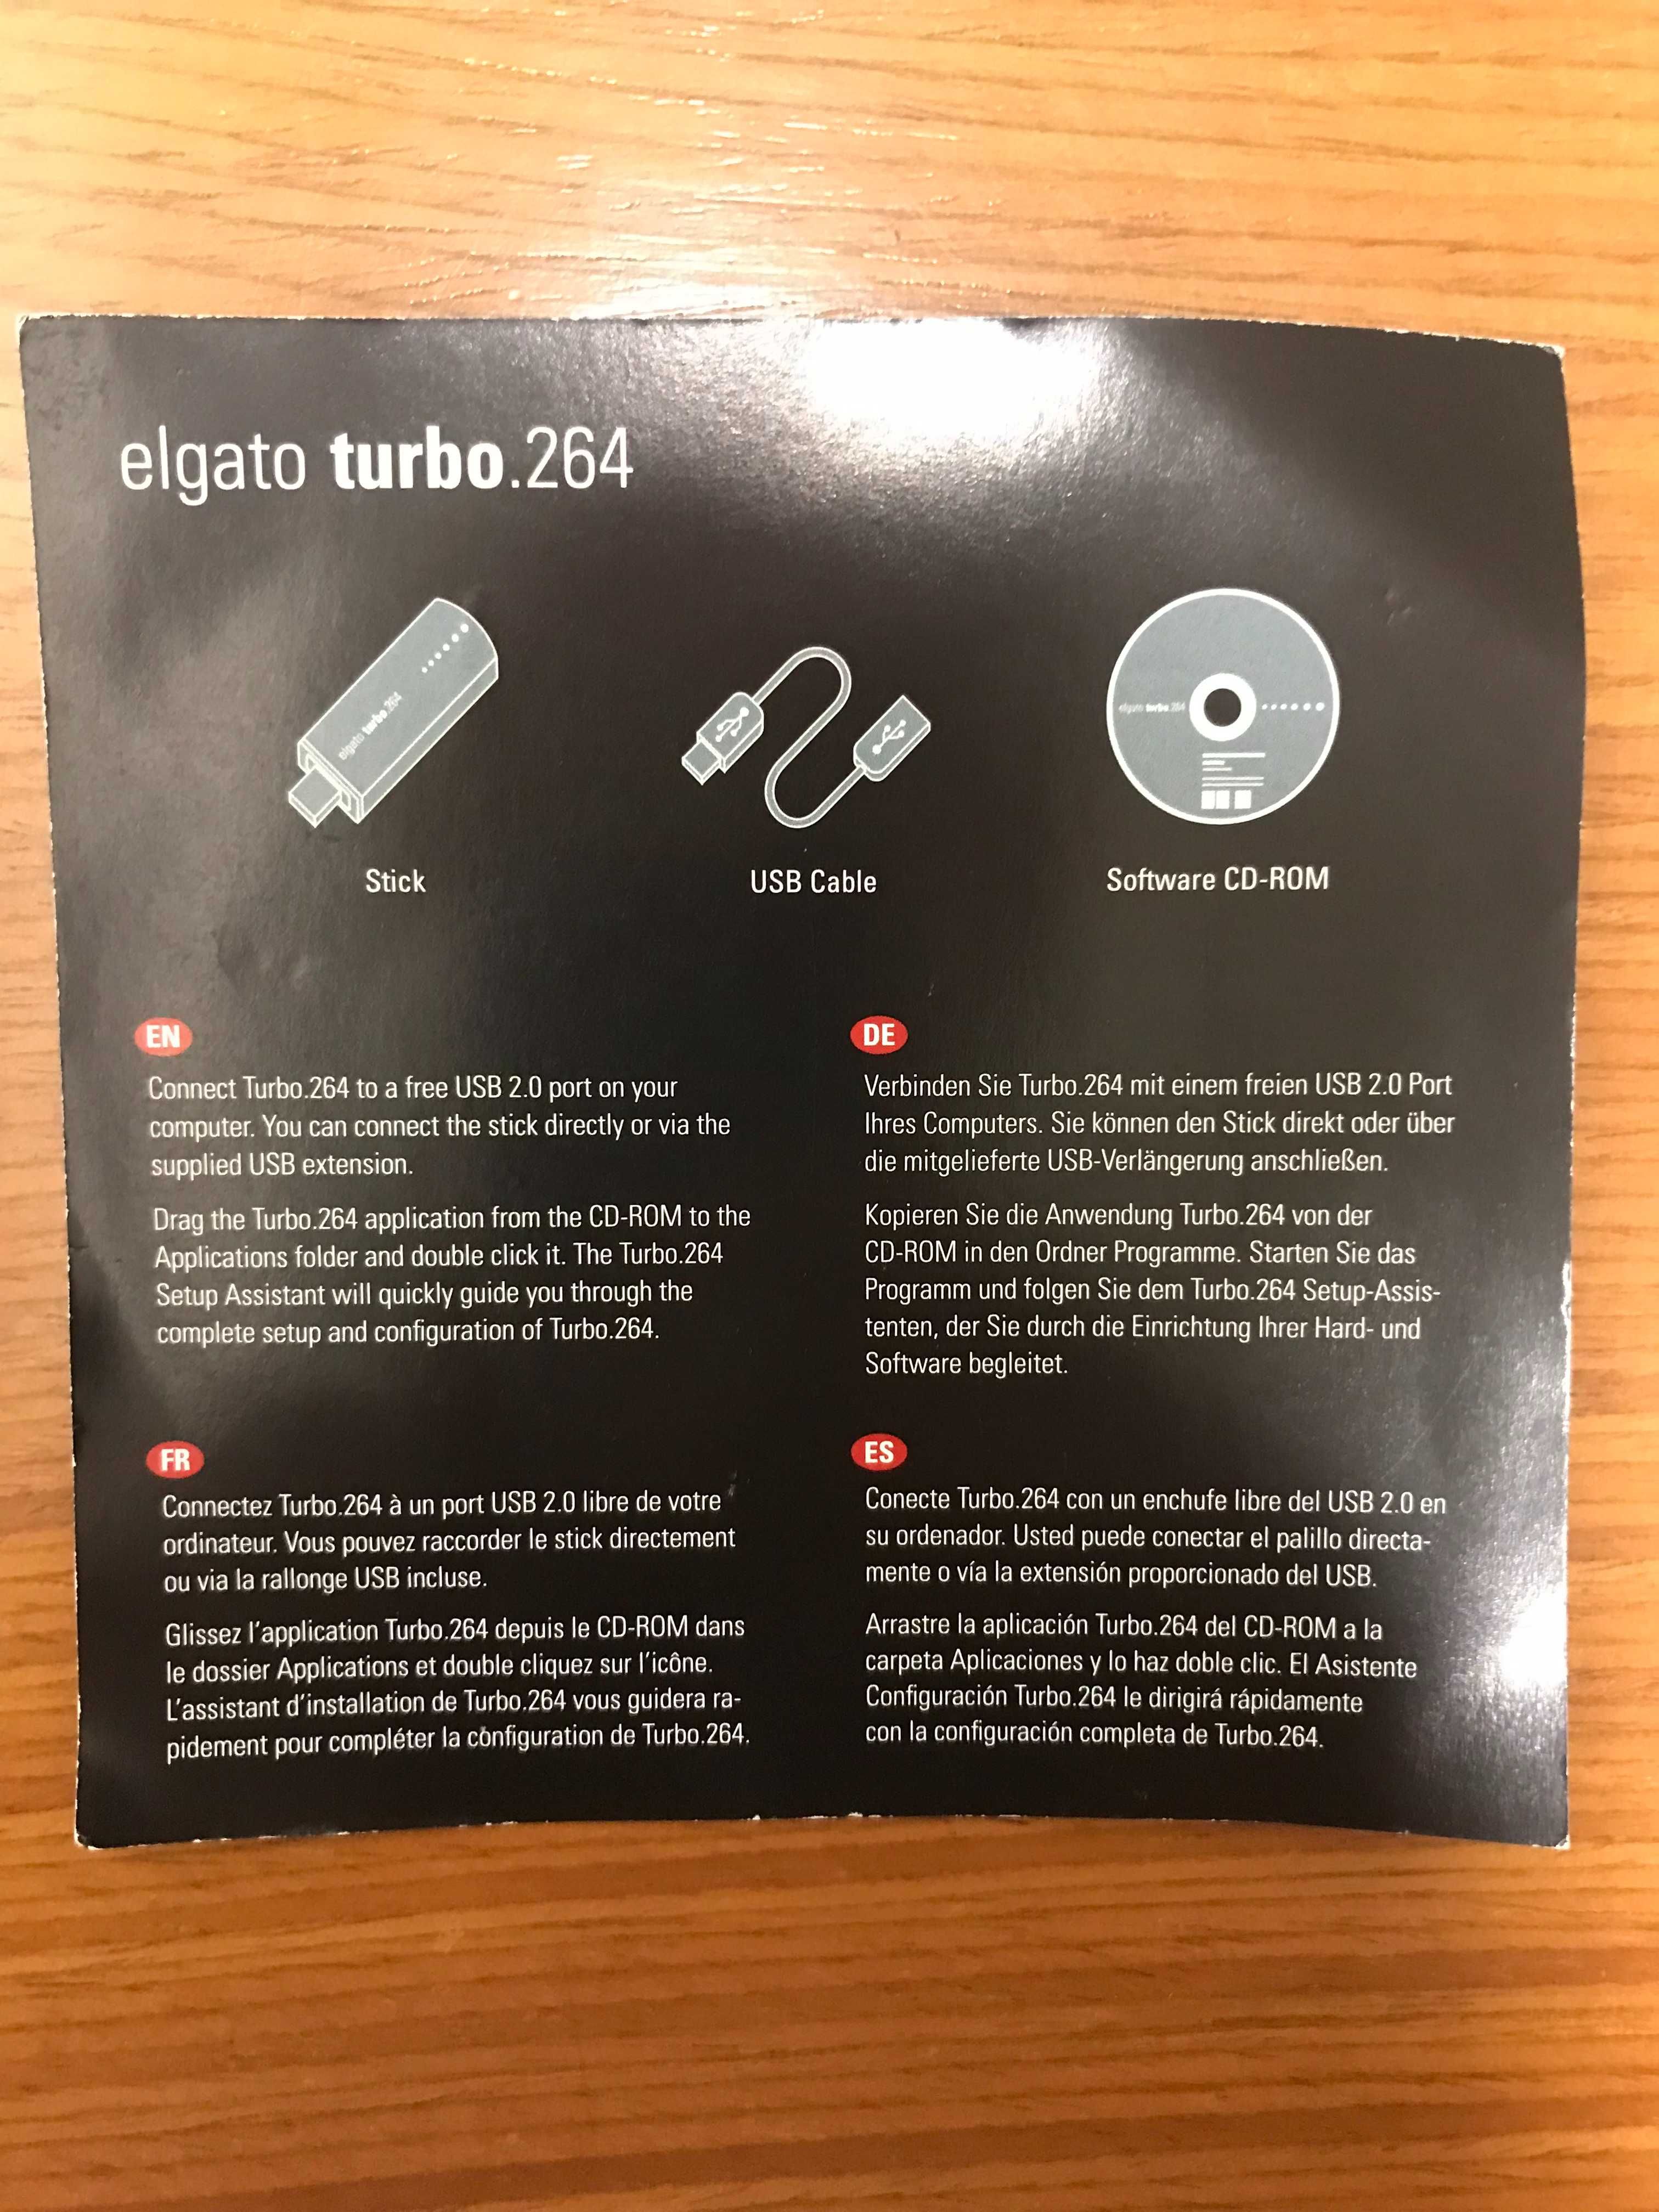 elgato turbo.264
elgato turbo.264
elgato turbo.264
Stick
USB Cable
Software CD-ROM
EN
Connect Turbo.264 to a free USB 2.0 port on your
computer. You can connect the stick directly or via the
supplied USB extension.
Drag the Turbo.264 application from the CD-ROM to the
Applications folder and double click it. The Turbo.264
Setup Assistant will quickly guide you through the
complete setup and configuration of Turbo.264.
DE
Verbinden Sie Turbo.264 mit einem freien USB 2.0 Port
Ihres Computers. Sie können den Stick direkt oder über
die mitgelieferte USB-Verlängerung anschließen.
Kopieren Sie die Anwendung Turbo.264 von der
CD-ROM in den Ordner Programme. Starten Sie das
Programm und folgen Sie dem Turbo.264 Setup-Assis-
tenten, der Sie durch die Einrichtung Ihrer Hard- und
Software begleitet.
FR
Connectez Turbo.264 à un port USB 2.0 libre de votre
ordinateur. Vous pouvez raccorder le stick directement
ou via la rallonge USB incluse.
Glissez l'application Turbo.264 depuis le CD-ROM dans
le dossier Applications et double cliquez sur l'icône.
L'assistant d'installation de Turbo.264 vous guidera ra-
pidement pour compléter la configuration de Turbo.264.
ES
Conecte Turbo.264 con un enchufe libre del USB 2.0 en
su ordenador. Usted puede conectar el palillo directa-
mente o vía la extensión proporcionado del USB.
Arrastre la aplicación Turbo.264 del CD-ROM a la
carpeta Aplicaciones y lo haz doble clic. El Asistente
Configuración Turbo.264 le dirigirá rápidamente
con la configuración completa de Turbo.264.